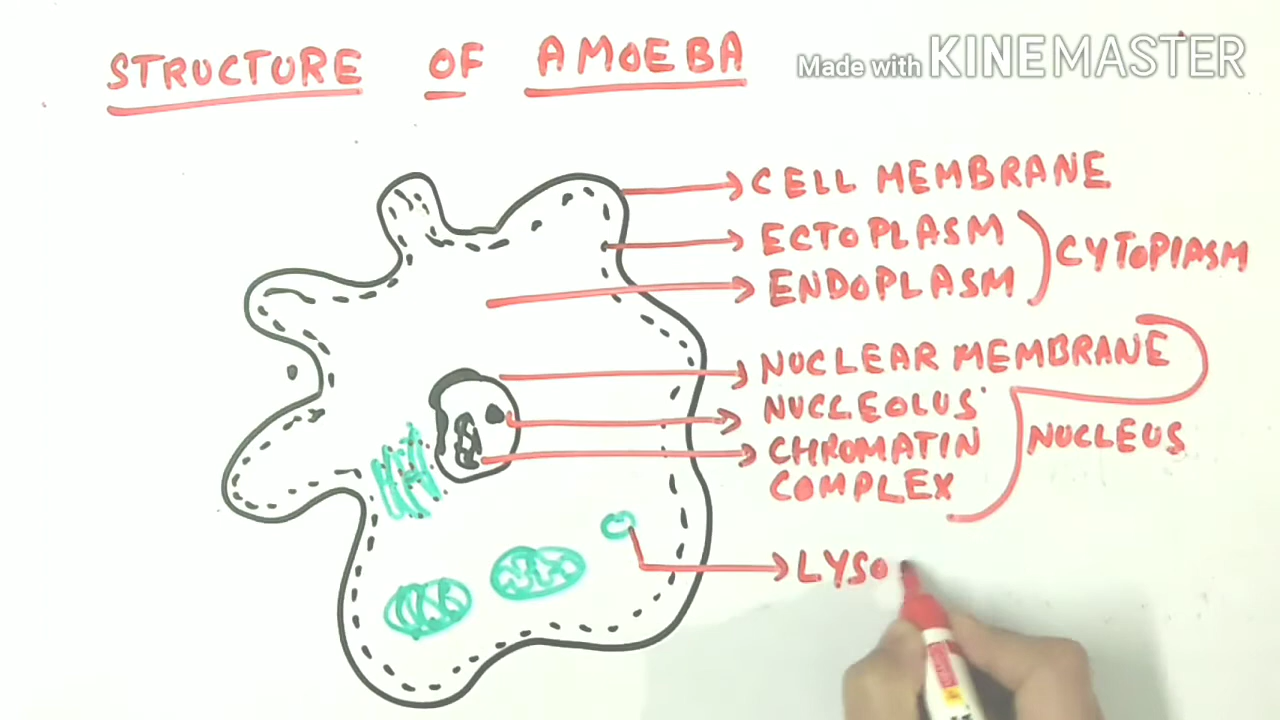 STRUCTURE OF AMOEBA
Made with KINEMASTER
CELL MEMBRANE
ECTOPLASM
ENDOPLASM
CYTOPLASM
NUCLEAR MEMBRANE
NUCLEOLUS
CHROMATIN
COMPLEX
NUCLEUS
LYSO